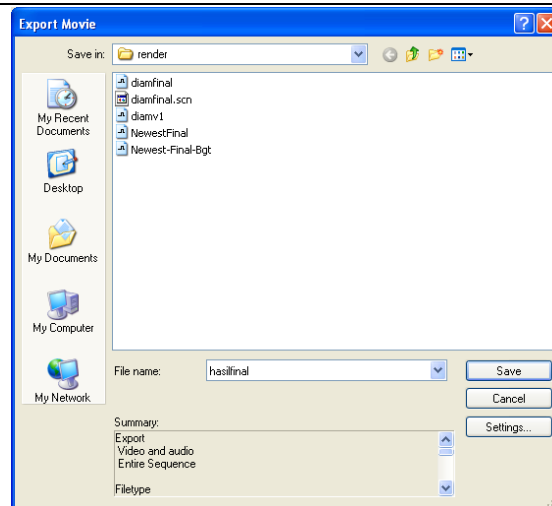 Export Movie
Save in: render
diamfinal
diamfinal.scn
diamv1
NewestFinal
Newest-Final-Bgt
My Recent
Documents
Desktop
My Documents
My Computer
My Network
File name: hasilfinal
Save
Cancel
Summary:
Settings...
Export
Video and audio
Entire Sequence
Filetype